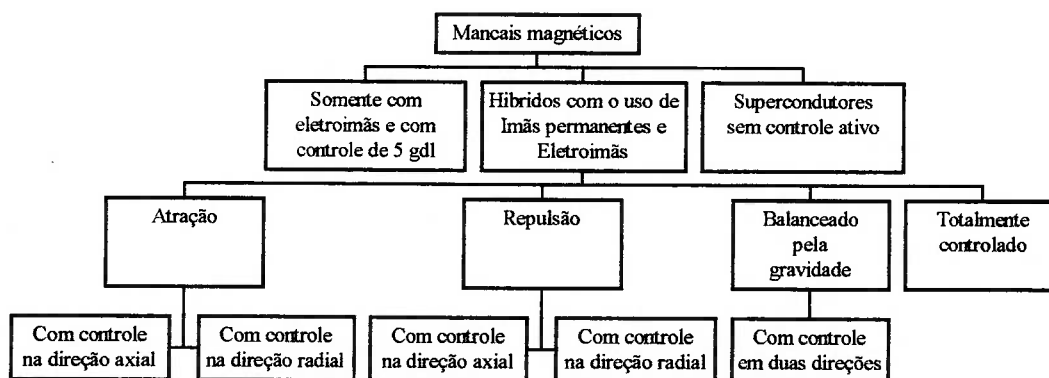 Mancais magnéticos
Somente com
eletroimãs e com
controle de 5 gdl
Hibridos com o uso de
Imãs permanentes e
Eletroimãs
Supercondutores
sem controle ativo
Atração
Repulsão
Balanceado
pela
gravidade
Totalmente
controlado
Com controle
na direção axial
Com controle
na direção radial
Com controle
na direção axial
Com controle
na direção radial
Com controle
em duas direções